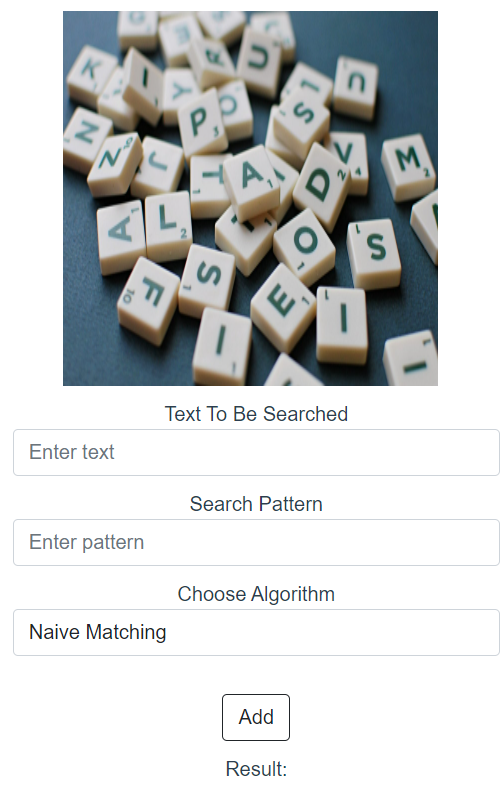 K
I
Y
U
S
U
P
O
N
N
J
T
A
I
D
V
M
A
L
O
S
F
S
E
I
I
I
Text To Be Searched
Enter text
Search Pattern
Enter pattern
Choose Algorithm
Naive Matching
Add
Result: